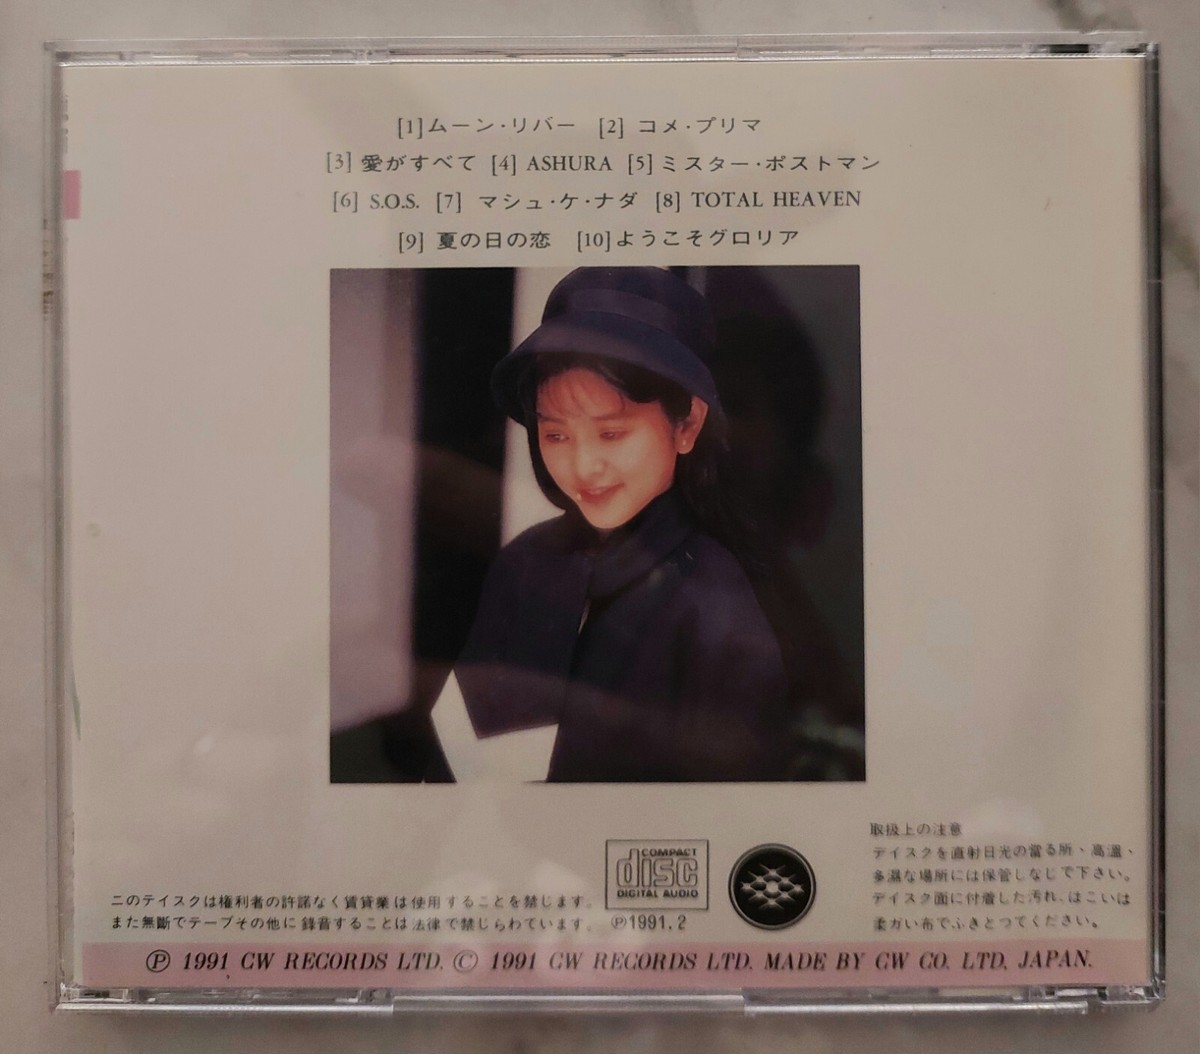 [1]ムーン・リバー [2] コメ・プリマ
[3] 愛がすべて [4] ASHURA [5]ミスター・ポストマン
[6] S.O.S. [7] マシュ・ケ・ナダ [8] TOTAL HEAVEN
[9] 夏の日の恋 [10]ようこそグロリア
COMPACT
disc
DIGITAL AUDIO
Ⓟ1991.2
ニのテイスクは権利者の許諾なく賃貸業は使用することを禁じます。
また無斷でテープその他に録音することは法律で禁じらわています。
取扱上の注意
デイスクを直射日光の當る所、高溫、
多濕な場所には保管しなじで下さい。
デイスク面に付着した汚れ、はこいは
柔かい布でふきとつてください。
Ⓟ 1991 CW RECORDS LTD. © 1991 CW RECORDS LTD. MADE BY CW CO. LTD, JAPAN.